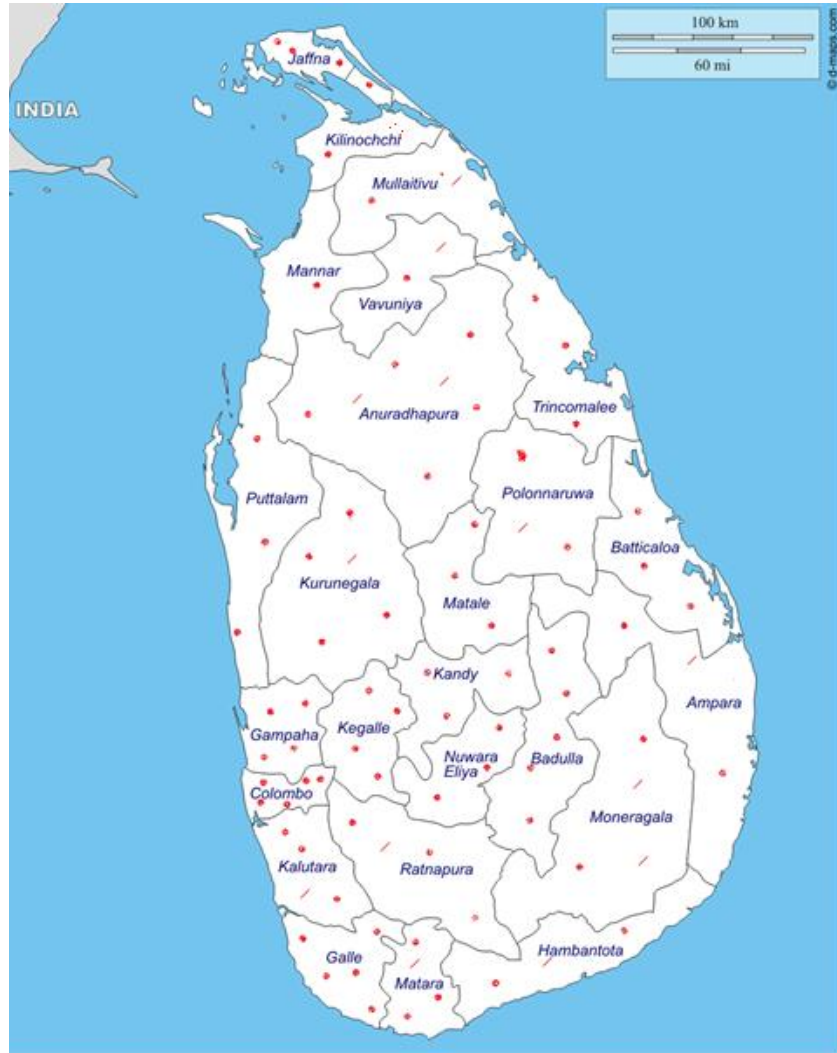 100 km
60 mi
© d-maps.com
INDIA
Jaffna
Kilinochchi
Mullaitivu
Mannar
Vavuniya
Anuradhapura
Trincomalee
Puttalam
Polonnaruwa
Batticaloa
Kurunegala
Matale
Kandy
Ampara
Gampaha
Kegalle
Nuwara
Eliya
Badulla
Colombo
Moneragala
Kalutara
Ratnapura
Galle
Matara
Hambantota